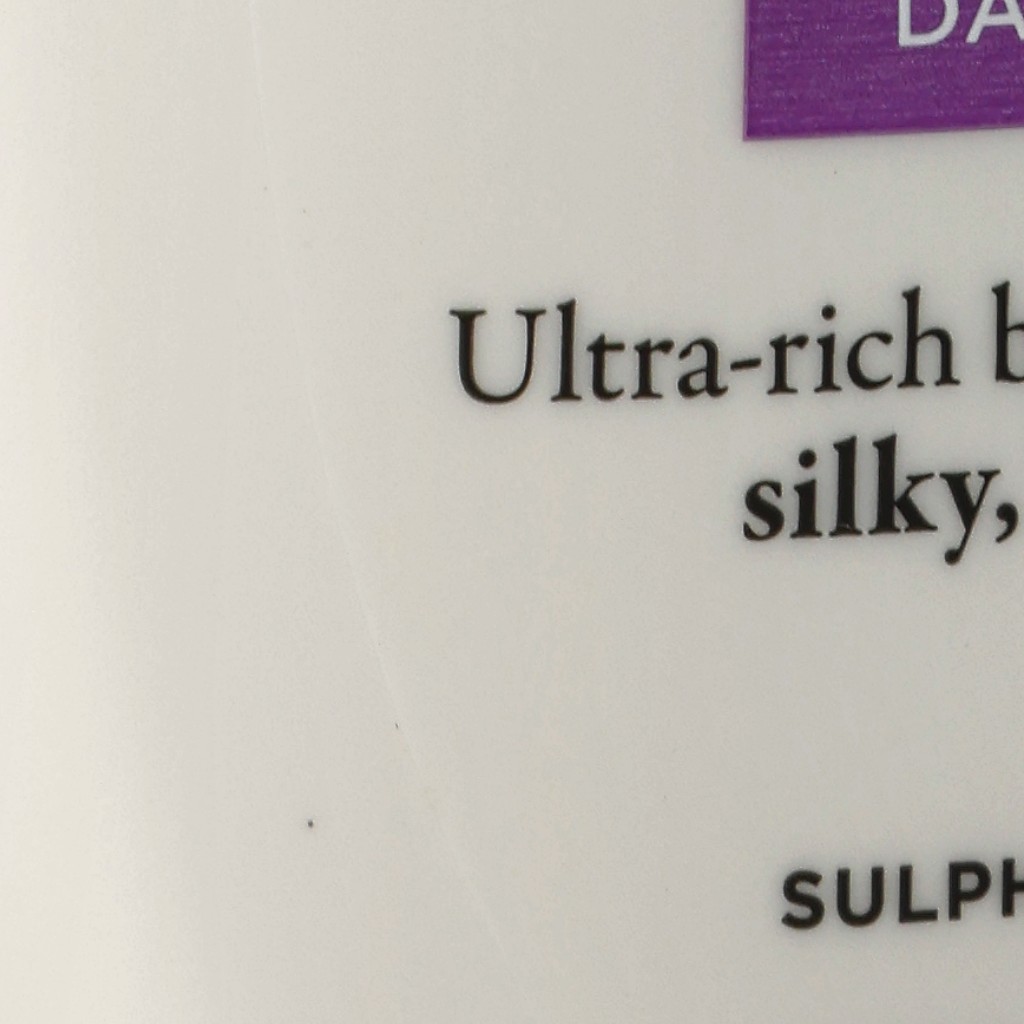 DA
Ultra-rich b
silky,
SULPH